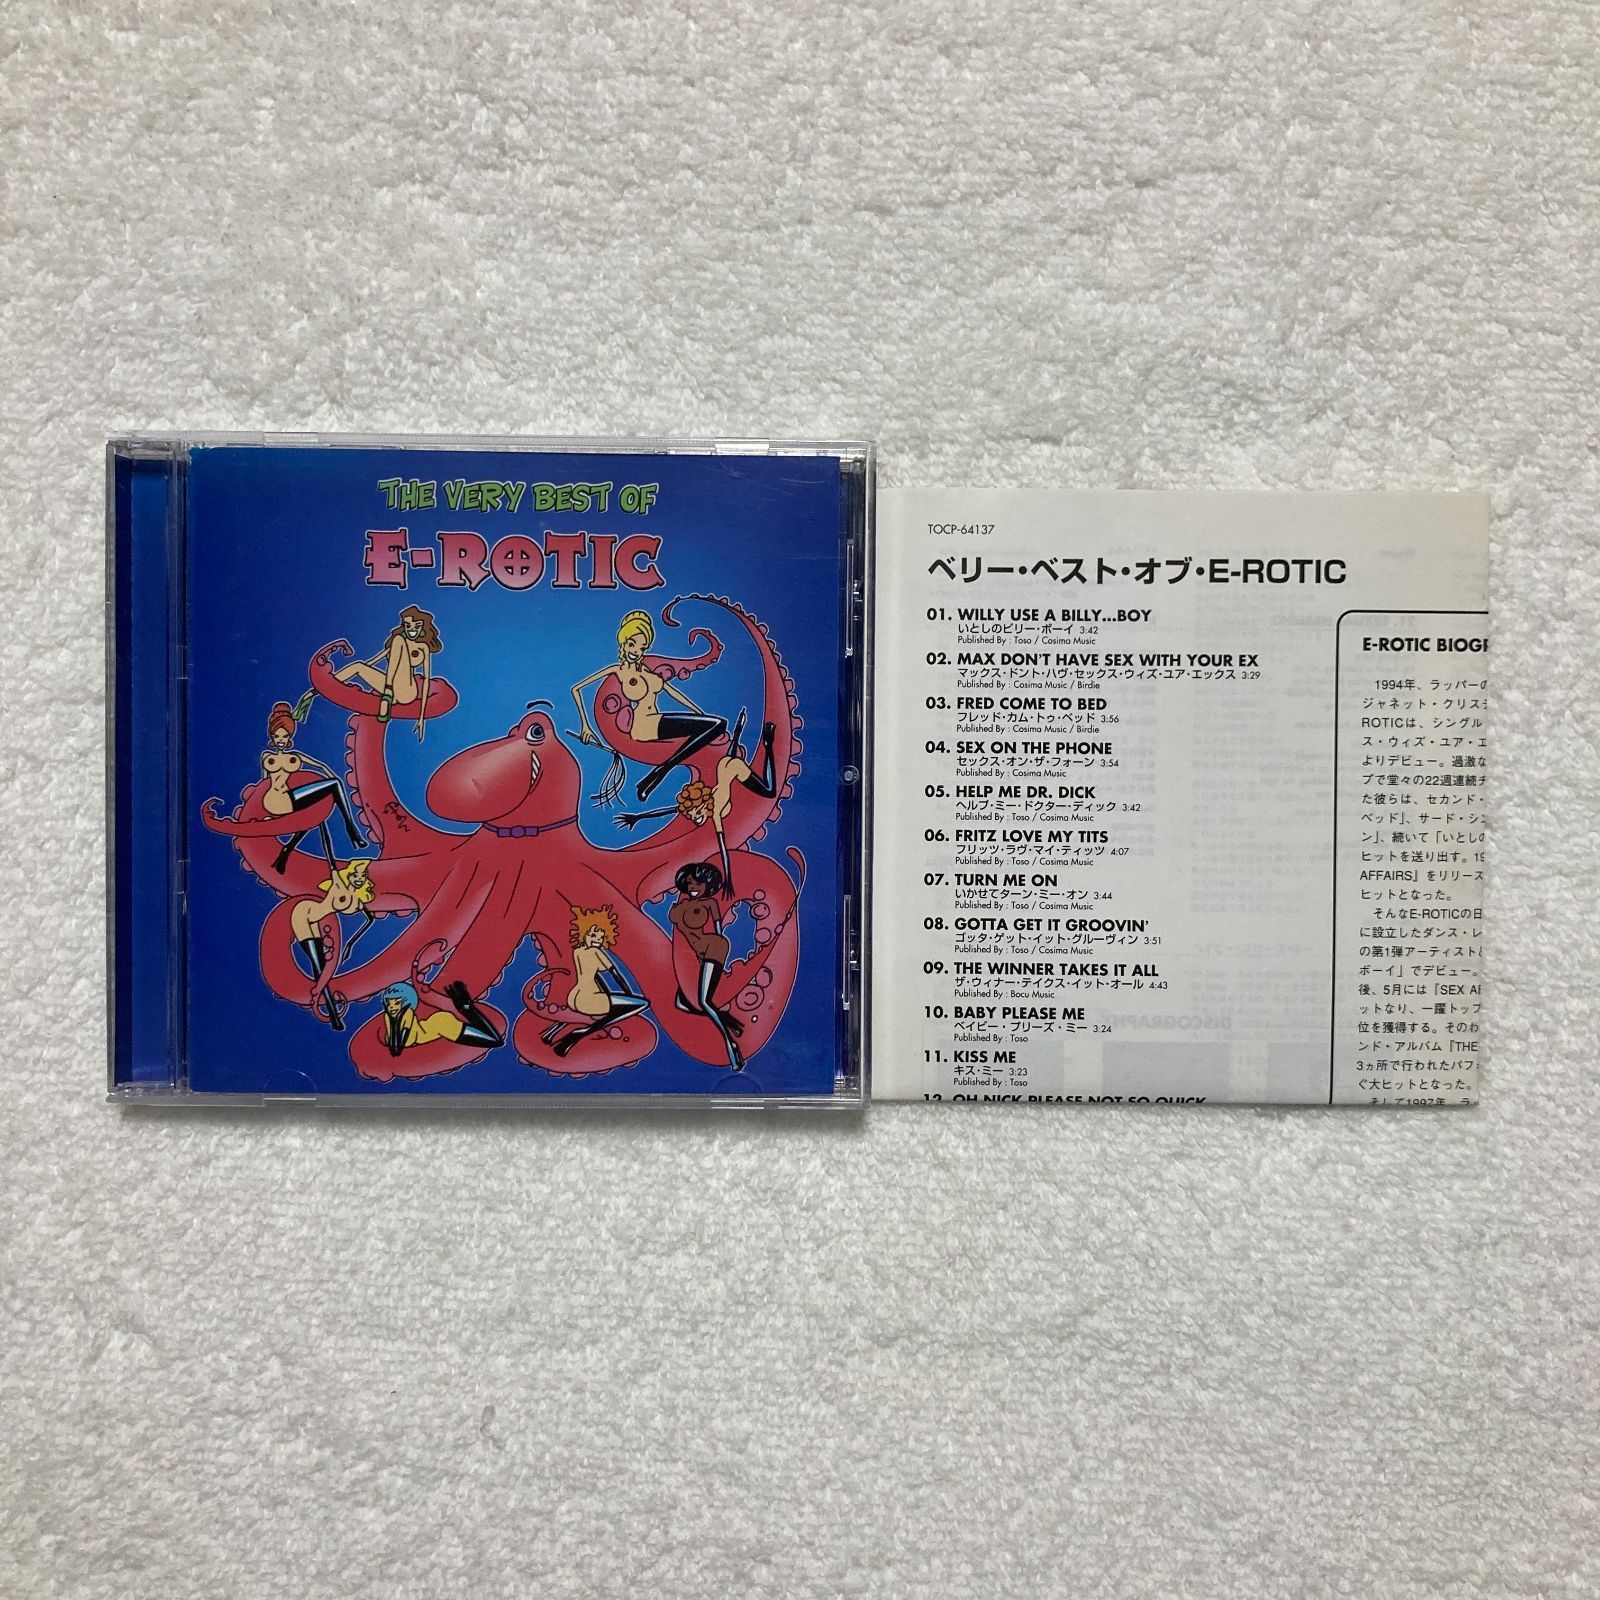 THE VERY BEST OF
E-ROTIC
TOCP-64137
ベリー・ベスト・オブ・E-ROTIC
01. WILLY USE A BILLY...BOY
いとしのビリー・ボーイ 3:42
Published By : Toso / Cosima Music
02. MAX DON'T HAVE SEX WITH YOUR EX
マックス・ドント・ハヴ・セックス・ウィズ・ユア・エックス 3:29
Published By : Cosima Music / Birdie
03. FRED COME TO BED
フレッド・カム・トゥ・ベッド 3:56
Published By : Cosima Music / Birdie
04. SEX ON THE PHONE
セックス・オン・ザ・フォーン 3:54
Published By : Cosima Music
05. HELP ME DR. DICK
ヘルプ・ミー・ドクター・ディック 3:42
Published By : Toso / Cosima Music
06. FRITZ LOVE MY TITS
フリッツ・ラヴ・マイ・ティッツ 4:07
Published By : Toso / Cosima Music
07. TURN ME ON
いかせてターン・ミー・オン 3:44
Published By : Toso / Cosima Music
08. GOTTA GET IT GROOVIN'
ゴッタ・ゲット・イット・グルーヴィン 3:51
Published By : Toso / Cosima Music
09. THE WINNER TAKES IT ALL
ザ・ウィナー・テイクス・イット・オール 4:43
Published By : Bocu Music
10. BABY PLEASE ME
ベイビー・プリーズ・ミー 3:24
Published By : Toso
11. KISS ME
キス・ミー 3:23
Published By : Toso
12. OH NICK PLEASE NOT SO QUICK
E-ROTIC BIOGR
1994年、ラッパーの
ジャネット・クリステ
ROTICは、シングル
ス・ウィズ・ユア・エ
よりデビュー。過激な
プで堂々の22週連続チ
た彼らは、セカンド・
ベッド」、サード・シン
ン」、続いて「いとしの
ヒットを送り出す。19
AFFAIRS』をリリース
ヒットとなった。
そんなE-ROTICの日
に設立したダンス・レ
の第1弾アーティストと
ボーイ」でデビュー。
後、5月には『SEX AF
ットなり、一躍トップ
位を獲得する。そのわ
ンド・アルバム『THE
3ヵ所で行われたパフォ
ぐ大ヒットとなった。
そして1997年、ラッ